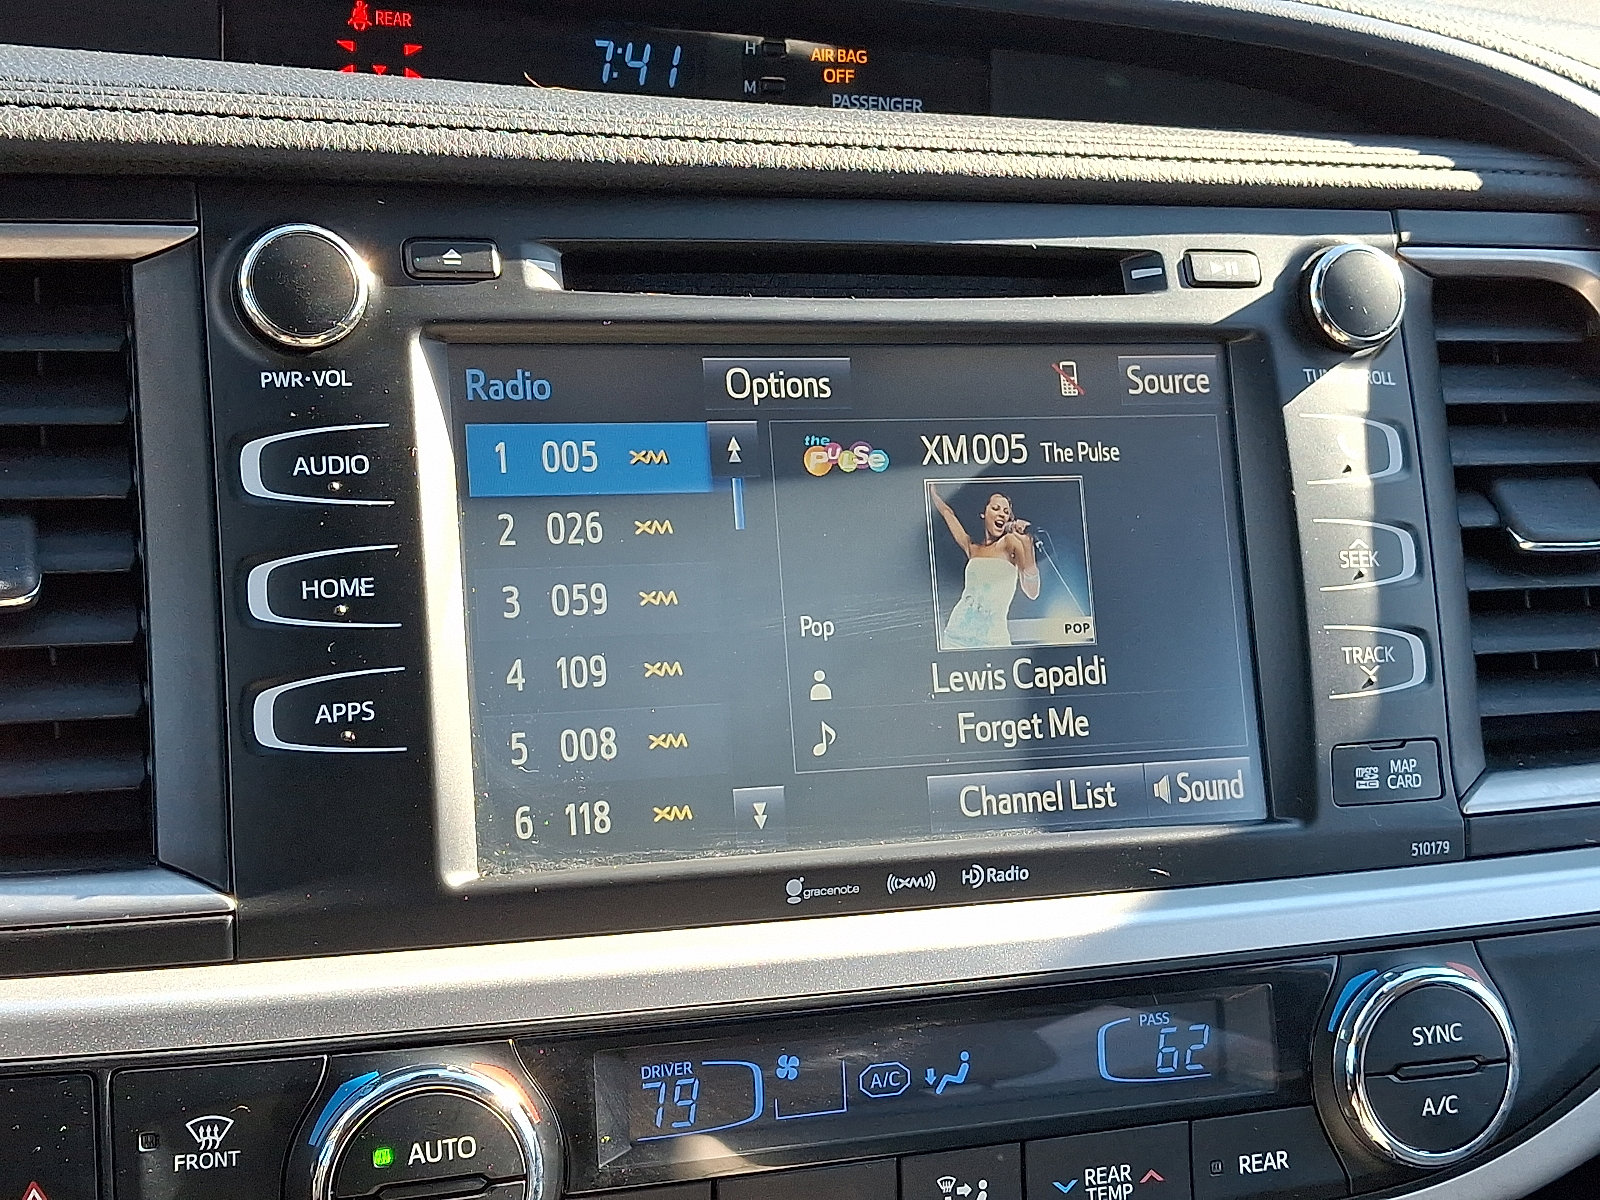 REAR
7:41
H
M
AIR BAG
OFF
PASSENGER
PWR•VOL
AUDIO
HOME
APPS
Radio
Options
Source
1 005 XM
2 026 XM
3 059 XM
4 109 XM
5 008 XM
6 118 XM
the PULSE
XM005 The Pulse
POP
Pop
Lewis Capaldi
Forget Me
Channel List
Sound
SEEK
TRACK
micro
HC
MAP
CARD
510179
gracenote
XM
HD Radio
DRIVER
79
A/C
PASS
62
SYNC
A/C
FRONT
AUTO
REAR
TEMP
REAR